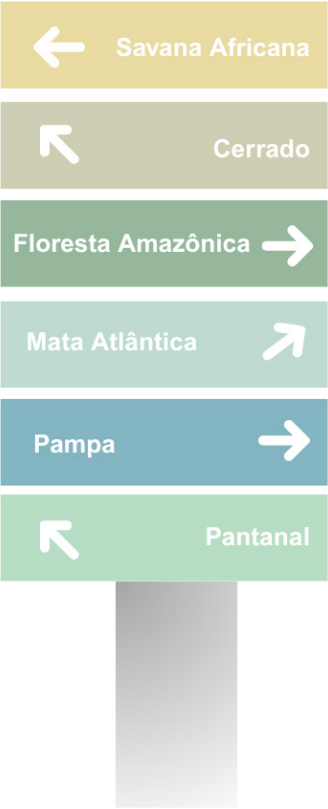 Savana Africana
Cerrado
Floresta Amazônica
Mata Atlântica
Pampa
Pantanal